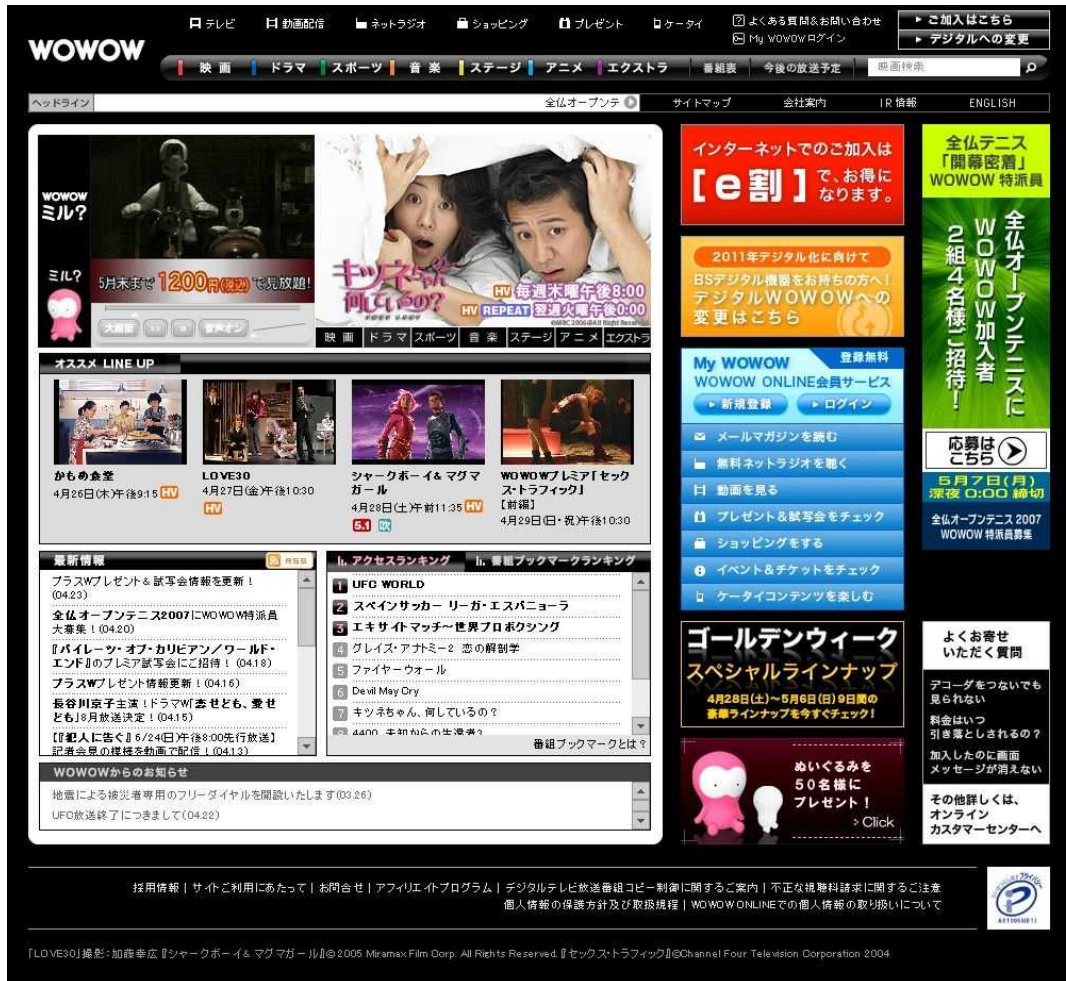 テレビ
動画配信
ネットラジオ
ショッピング
プレゼント
ケータイ
よくある質問&お問い合わせ
My WOWOWログイン
ご加入はこちら
デジタルへの変更
WOWOW
映画
ドラマ
スポーツ
音楽
ステージ
アニメ
エクストラ
番組表
今後の放送予定
映画検索
ヘッドライン
全仏オープンテ
サイトマップ
会社案内
IR情報
ENGLISH
WOWOW
ミル?
ミル?
5月末まで1200円(税込)で見放題!
大画面
音声オン
キツネちゃん
何しているの?
HV 毎週木曜午後8:00
HV REPEAT 翌週火曜午後0:00
©MBC 2006 All Right Reserved
映画 ドラマ スポーツ 音楽 ステージ アニメ エクストラ
オススメ LINE UP
かもめ食堂
4月26日(木)午後9:15 HV
LOVE30
4月27日(金)午後10:30
HV
シャークボーイ& マグマ
ガール
4月28日(土)午前11:35 HV
5.1 吹
WOWOWプレミア「セック
ス・トラフィック」
【前編】
4月29日(日・祝)午後10:30
最新情報
RSS
プラスWプレゼント&試写会情報を更新!
(04.23)
全仏オープンテニス2007にWOWOW特派員
大募集!(04.20)
『パイレーツ・オブ・カリビアン/ワールド・
エンド』のプレミア試写会にご招待!(04.18)
プラスWプレゼント情報更新!(04.16)
長谷川京子主演!ドラマW「恋せども、愛せ
ども」8月放送決定!(04.15)
【『犯人に告ぐ』6/24(日)午後8:00先行放送】
記者会見の模様を動画で配信!(04.13)
アクセスランキング
番組ブックマークランキング
1 UFC WORLD
2 スペインサッカー リーガ・エスパニョーラ
3 エキサイトマッチ~世界プロボクシング
4 グレイズ・アナトミー2 恋の解剖学
5 ファイヤーウォール
6 Devil May Cry
7 キツネちゃん、何しているの?
8 4400 未知からの生還者3
番組ブックマークとは?
WOWOWからのお知らせ
地震による被災者専用のフリーダイヤルを開設いたします(03.26)
UFO放送終了につきまして(04.22)
インターネットでのご加入は
[e割]で、お得に
なります。
2011年デジタル化に向けて
BSデジタル機器をお持ちの方へ!
デジタルWOWOWへの
変更はこちら
My WOWOW
登録無料
WOWOW ONLINE会員サービス
新規登録
ログイン
メールマガジンを読む
無料ネットラジオを聴く
動画を見る
プレゼント&試写会をチェック
ショッピングをする
イベント&チケットをチェック
ケータイコンテンツを楽しむ
ゴールデンウィーク
スペシャルラインナップ
4月28日(土)~5月6日(日)9日間の
豪華ラインナップを今すぐチェック!
ぬいぐるみを
50名様に
プレゼント!
> Click
全仏テニス
「開幕密着」
WOWOW 特派員
全仏オープンテニスに
WOWOW加入者
2組4名様ご招待!
応募は
こちら
5月7日(月)
深夜 0:00 締切
全仏オープンテニス 2007
WOWOW 特派員募集
よくお寄せ
いただく質問
デコーダをつないでも
見られない
料金はいつ
引き落としされるの?
加入したのに画面
メッセージが消えない
その他詳しくは、
オンライン
カスタマーセンターへ
採用情報 | サイトご利用にあたって | お問合せ | アフィリエイトプログラム | デジタルテレビ放送番組コピー制御に関するご案内 | 不正な視聴料請求に関するご注意
個人情報の保護方針及び取扱規程 | WOWOW ONLINEでの個人情報の取り扱いについて
「LOVE30」撮影:加藤幸広 『シャークボーイ& マグマガール』©2005 Miramax Film Corp. All Rights Reserved. 『セックス・トラフィック』©Channel Four Television Corporation 2004